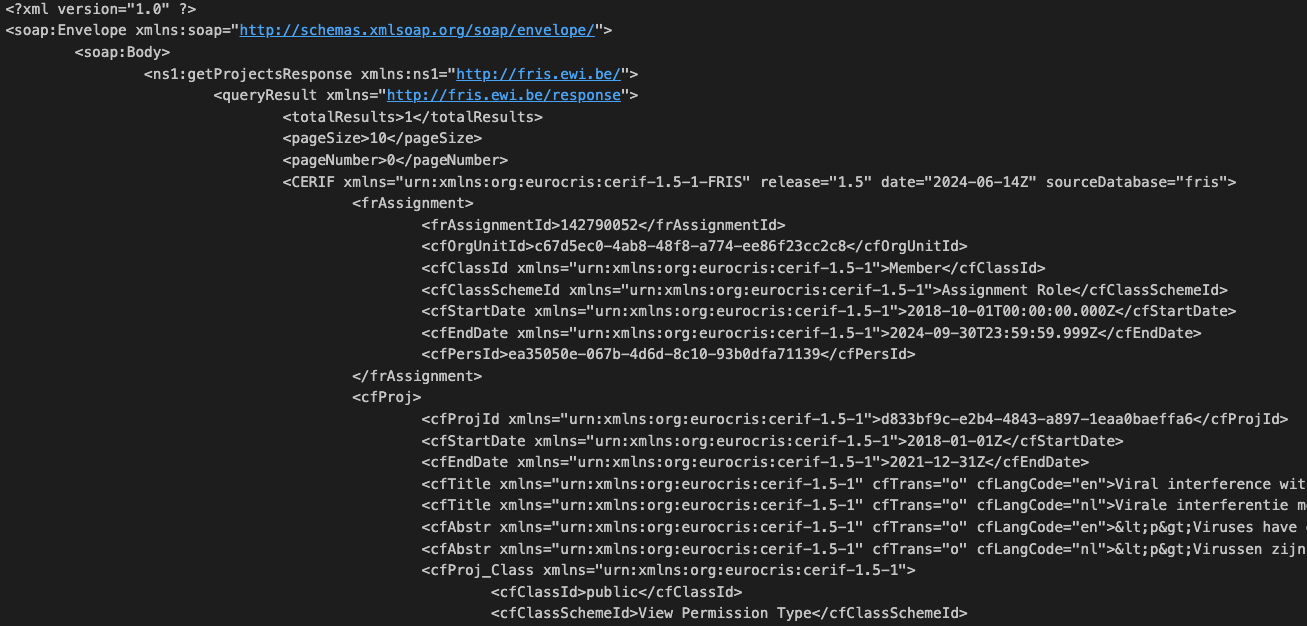 <?xml version="1.0" ?>
<soap:Envelope xmlns:soap="http://schemas.xmlsoap.org/soap/envelope/">
<soap:Body>
<ns1:getProjectsResponse xmlns:ns1="http://fris.ewi.be/">
<queryResult xmlns="http://fris.ewi.be/response">
<totalResults>1</totalResults>
<pageSize>10</pageSize>
<pageNumber>0</pageNumber>
<CERIF xmlns="urn:xmlns:org:eurocris:cerif-1.5-1-FRIS" release="1.5" date="2024-06-14Z" sourceDatabase="fris">
<frAssignment>
<frAssignmentId>142790052</frAssignmentId>
<cfOrgUnitId>c67d5ec0-4ab8-48f8-a774-ee86f23cc2c8</cfOrgUnitId>
<cfClassId xmlns="urn:xmlns:org:eurocris:cerif-1.5-1">Member</cfClassId>
<cfClassSchemeId xmlns="urn:xmlns:org:eurocris:cerif-1.5-1">Assignment Role</cfClassSchemeId>
<cfStartDate xmlns="urn:xmlns:org:eurocris:cerif-1.5-1">2018-10-01T00:00:00.000Z</cfStartDate>
<cfEndDate xmlns="urn:xmlns:org:eurocris:cerif-1.5-1">2024-09-30T23:59:59.999Z</cfEndDate>
<cfPersId>ea35050e-067b-4d6d-8c10-93b0dfa71139</cfPersId>
</frAssignment>
<cfProj>
<cfProjId xmlns="urn:xmlns:org:eurocris:cerif-1.5-1">d833bf9c-e2b4-4843-a897-1eaa0baeffa6</cfProjId>
<cfStartDate xmlns="urn:xmlns:org:eurocris:cerif-1.5-1">2018-01-01Z</cfStartDate>
<cfEndDate xmlns="urn:xmlns:org:eurocris:cerif-1.5-1">2021-12-31Z</cfEndDate>
<cfTitle xmlns="urn:xmlns:org:eurocris:cerif-1.5-1" cfTrans="o" cfLangCode="en">Viral interference wit
<cfTitle xmlns="urn:xmlns:org:eurocris:cerif-1.5-1" cfTrans="o" cfLangCode="nl">Virale interferentie m
<cfAbstr xmlns="urn:xmlns:org:eurocris:cerif-1.5-1" cfTrans="o" cfLangCode="en">&lt;p&gt;Viruses have
<cfAbstr xmlns="urn:xmlns:org:eurocris:cerif-1.5-1" cfTrans="o" cfLangCode="nl">&lt;p&gt;Virussen zijn
<cfProj_Class xmlns="urn:xmlns:org:eurocris:cerif-1.5-1">
<cfClassId>public</cfClassId>
<cfClassSchemeId>View Permission Type</cfClassSchemeId>